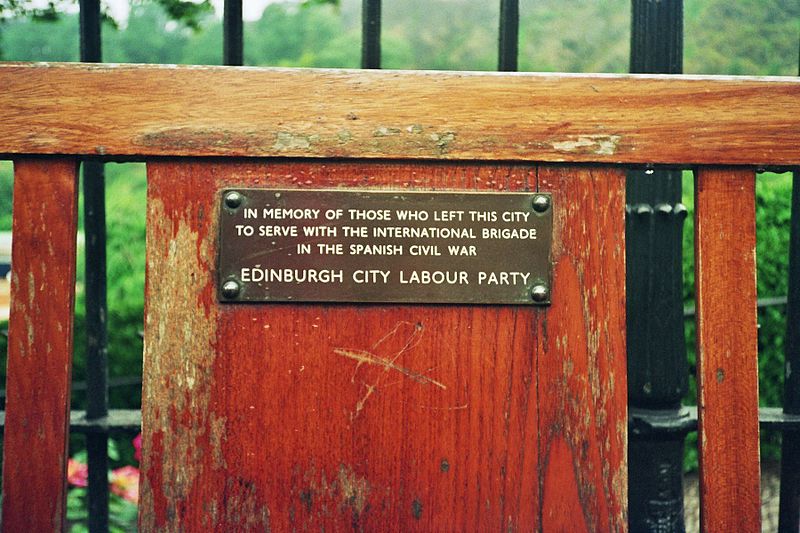 IN MEMORY OF THOSE WHO LEFT THIS CITY
TO SERVE WITH THE INTERNATIONAL BRIGADE
IN THE SPANISH CIVIL WAR
EDINBURGH CITY LABOUR PARTY